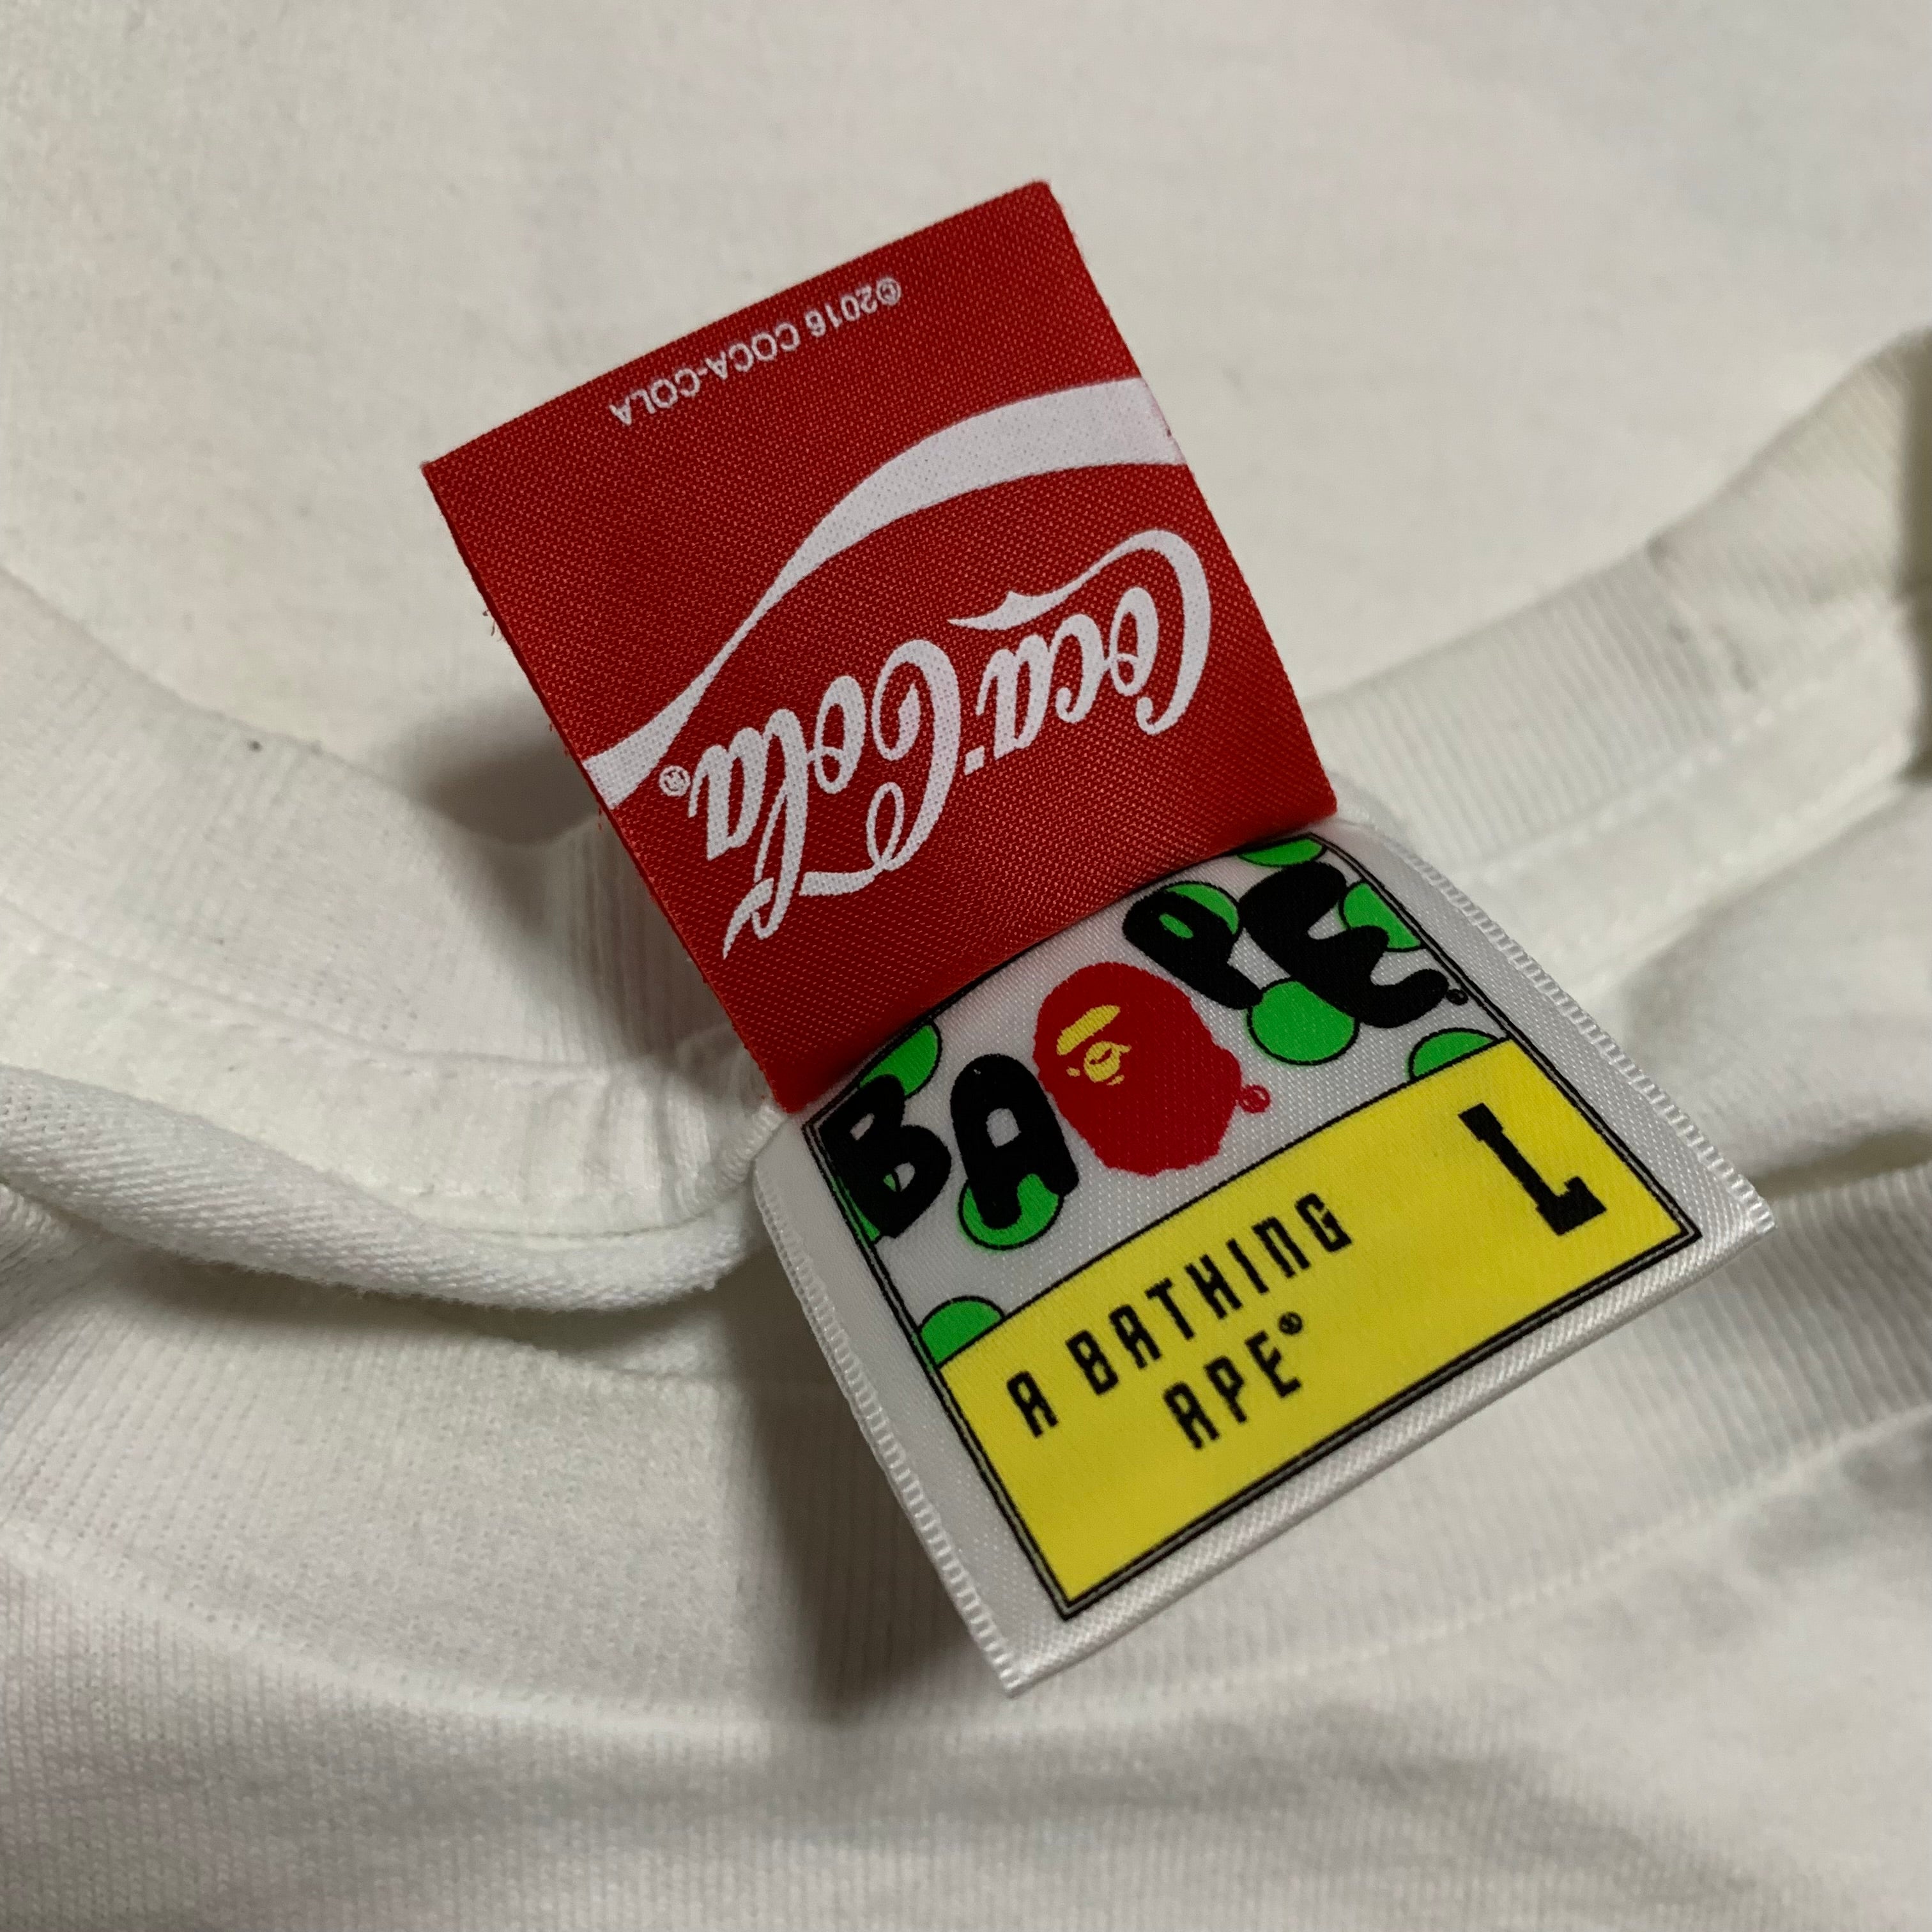 Coca-Cola®
©2016 COCA-COLA
BAPE®
A BATHING
APE®
L